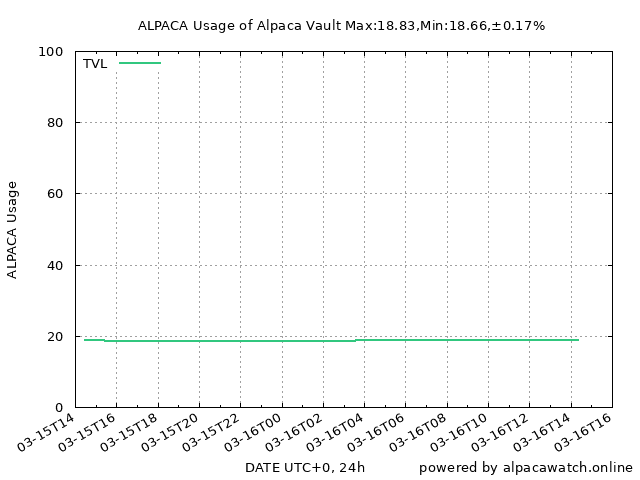 ALPACA Usage of Alpaca Vault Max:18.83,Min:18.66,±0.17%
100
TVL
80
60
40
20
0
ALPACA Usage
03-15T14
03-15T16
03-15T18
03-15T20
03-15T22
03-16T00
03-16T02
03-16T04
03-16T06
03-16T08
03-16T10
03-16T12
03-16T14
03-16T16
DATE UTC+0, 24h
powered by alpacawatch.online